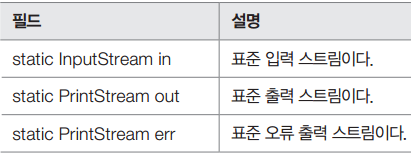 필드 설명
static InputStream in 표준 입력 스트림이다.
static PrintStream out 표준 출력 스트림이다.
static PrintStream err 표준 오류 출력 스트림이다.